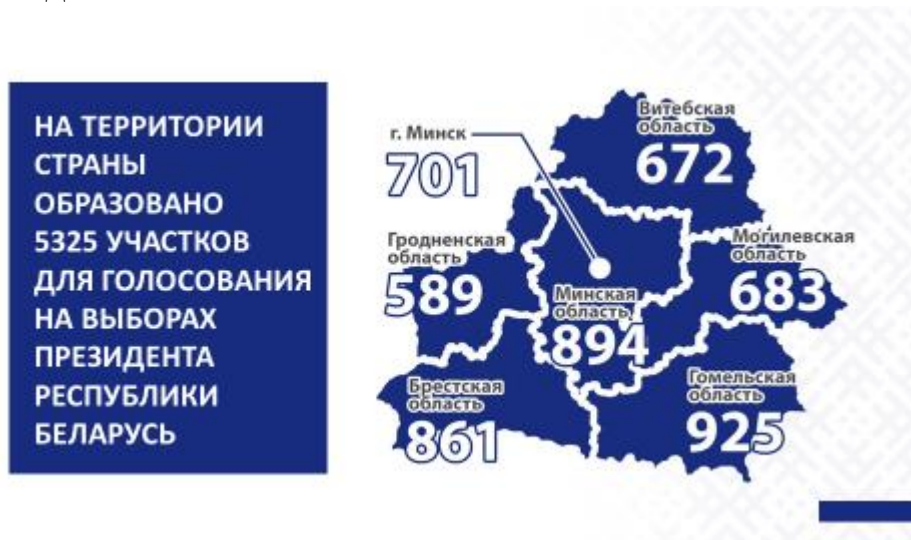 НА ТЕРРИТОРИИ
СТРАНЫ
ОБРАЗОВАНО
5325 УЧАСТКОВ
ДЛЯ ГОЛОСОВАНИЯ
НА ВЫБОРАХ
ПРЕЗИДЕНТА
РЕСПУБЛИКИ
БЕЛАРУСЬ
г. Минск
701
Витебская
область
672
Гродненская
область
589
Могилевская
область
683
Минская
область
894
Брестская
область
861
Гомельская
область
925